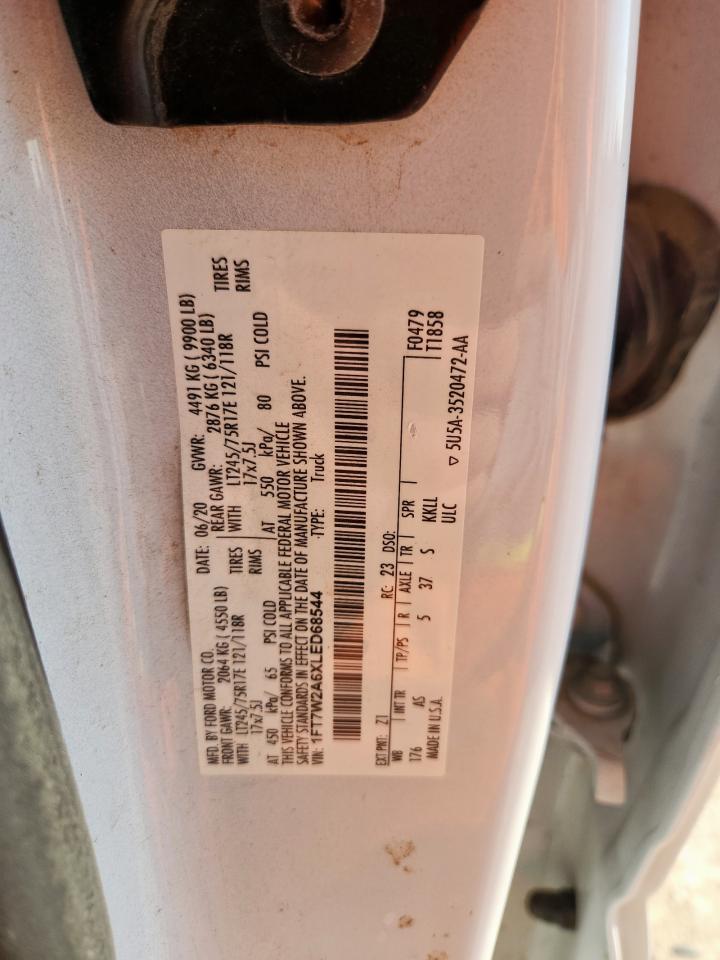 MFD. BY FORD MOTOR CO. DATE: 06/20 GVWR: 4491 KG ( 9900 LB)
FRONT GAWR: 2064 KG ( 4550 LB) REAR GAWR: 2876 KG ( 6340 LB)
WITH LT245/75R17E 121/118R TIRES WITH LT245/75R17E 121/118R TIRES
17x7.5J RIMS 17x7.5J RIMS
AT 450 kPa/ 65 PSI COLD AT 550 kPa/ 80 PSI COLD
THIS VEHICLE CONFORMS TO ALL APPLICABLE FEDERAL MOTOR VEHICLE
SAFETY STANDARDS IN EFFECT ON THE DATE OF MANUFACTURE SHOWN ABOVE.
VIN: 1FT7W2A6XLED68544 TYPE: Truck
EXT PNT: Z1 RC: 23 DSO: F0479
WB INT TR TP/PS R AXLE TR SPR T1858
176 AS 5 37 S KKLL
MADE IN U.S.A. ULC ▽ 5U5A-3520472-AA